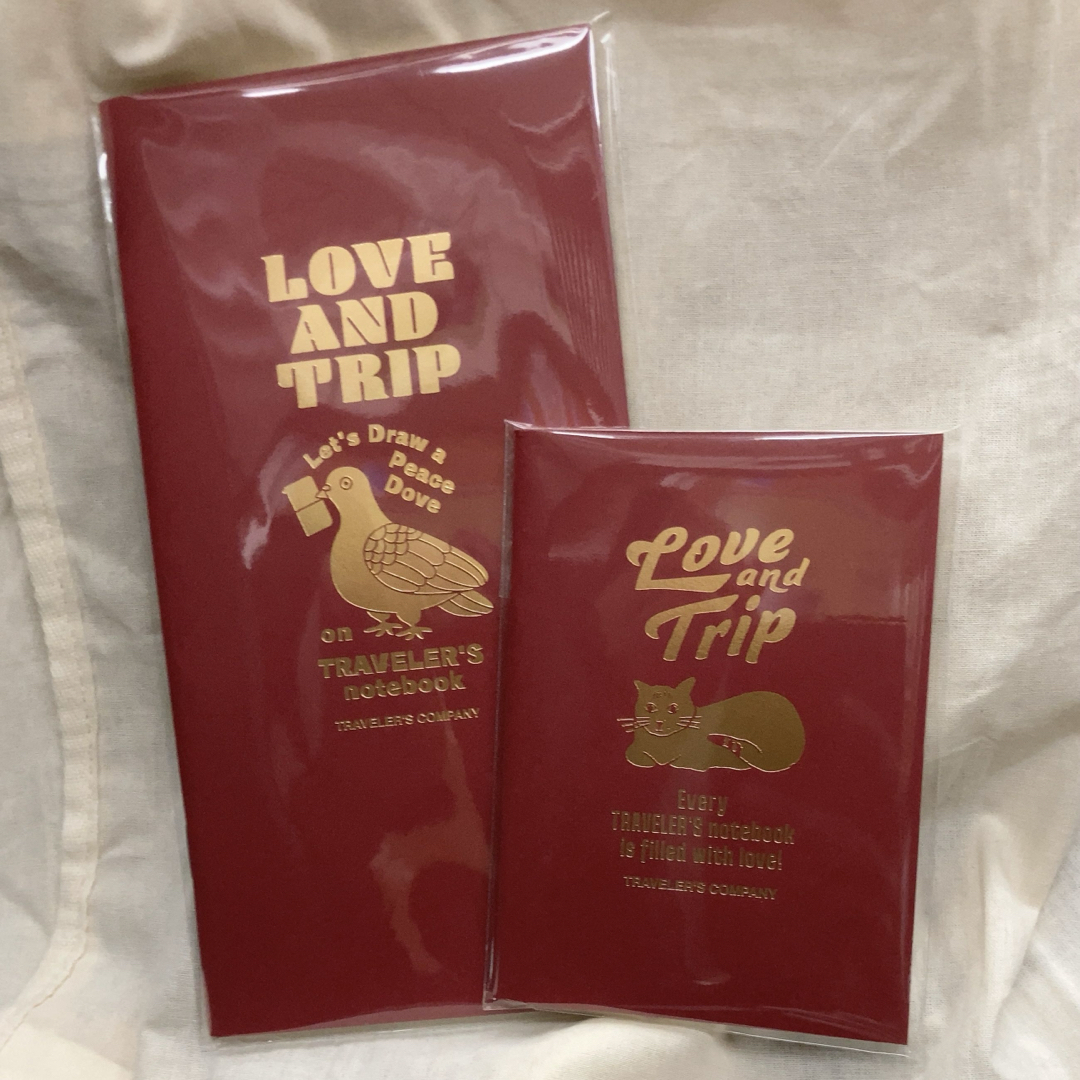 LOVE
AND
TRIP
Let's Draw a
Peace
Dove
on
TRAVELER'S
notebook
TRAVELER'S COMPANY
Love
and
Trip
Every
TRAVELER'S notebook
is filled with love!
TRAVELER'S COMPANY